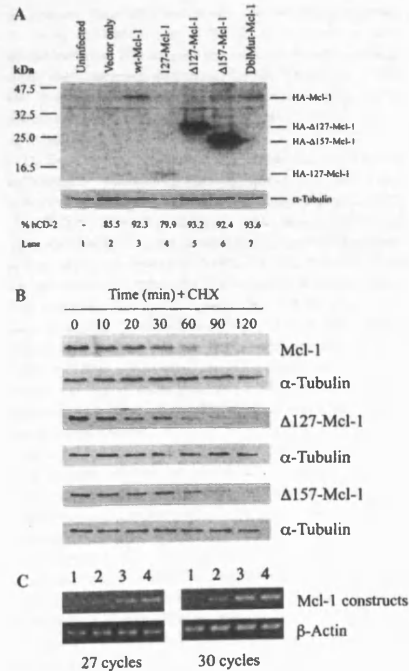 A
Uninfected
Vector only
wt-Mcl-1
127-Mcl-1
Δ127-Mcl-1
Δ157-Mcl-1
DblMut-Mcl-1
kDa
47.5
32.5
25.0
16.5
HA-Mcl-1
HA-Δ127-Mcl-1
HA-Δ157-Mcl-1
HA-127-Mcl-1
α-Tubulin
% hCD-2 - 85.5 92.3 79.9 93.2 92.4 93.6
Lane 1 2 3 4 5 6 7
B
Time (min) + CHX
0 10 20 30 60 90 120
Mcl-1
α-Tubulin
Δ127-Mcl-1
α-Tubulin
Δ157-Mcl-1
α-Tubulin
C
1 2 3 4 1 2 3 4
Mcl-1 constructs
β-Actin
27 cycles 30 cycles